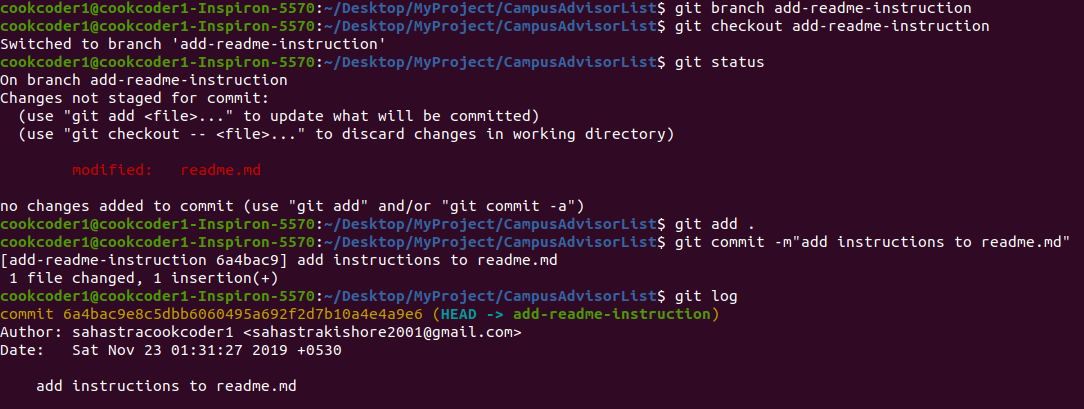 cookcoder1@cookcoder1-Inspiron-5570:~/Desktop/MyProject/CampusAdvisorList$ git branch add-readme-instruction
cookcoder1@cookcoder1-Inspiron-5570:~/Desktop/MyProject/CampusAdvisorList$ git checkout add-readme-instruction
Switched to branch 'add-readme-instruction'
cookcoder1@cookcoder1-Inspiron-5570:~/Desktop/MyProject/CampusAdvisorList$ git status
On branch add-readme-instruction
Changes not staged for commit:
  (use "git add <file>..." to update what will be committed)
  (use "git checkout -- <file>..." to discard changes in working directory)
        modified:   readme.md
no changes added to commit (use "git add" and/or "git commit -a")
cookcoder1@cookcoder1-Inspiron-5570:~/Desktop/MyProject/CampusAdvisorList$ git add .
cookcoder1@cookcoder1-Inspiron-5570:~/Desktop/MyProject/CampusAdvisorList$ git commit -m"add instructions to readme.md"
[add-readme-instruction 6a4bac9] add instructions to readme.md
 1 file changed, 1 insertion(+)
cookcoder1@cookcoder1-Inspiron-5570:~/Desktop/MyProject/CampusAdvisorList$ git log
commit 6a4bac9e8c5dbb6060495a692f2d7b10a4e4a9e6 (HEAD -> add-readme-instruction)
Author: sahastracookcoder1 <sahastrakishore2001@gmail.com>
Date:   Sat Nov 23 01:31:27 2019 +0530
    add instructions to readme.md